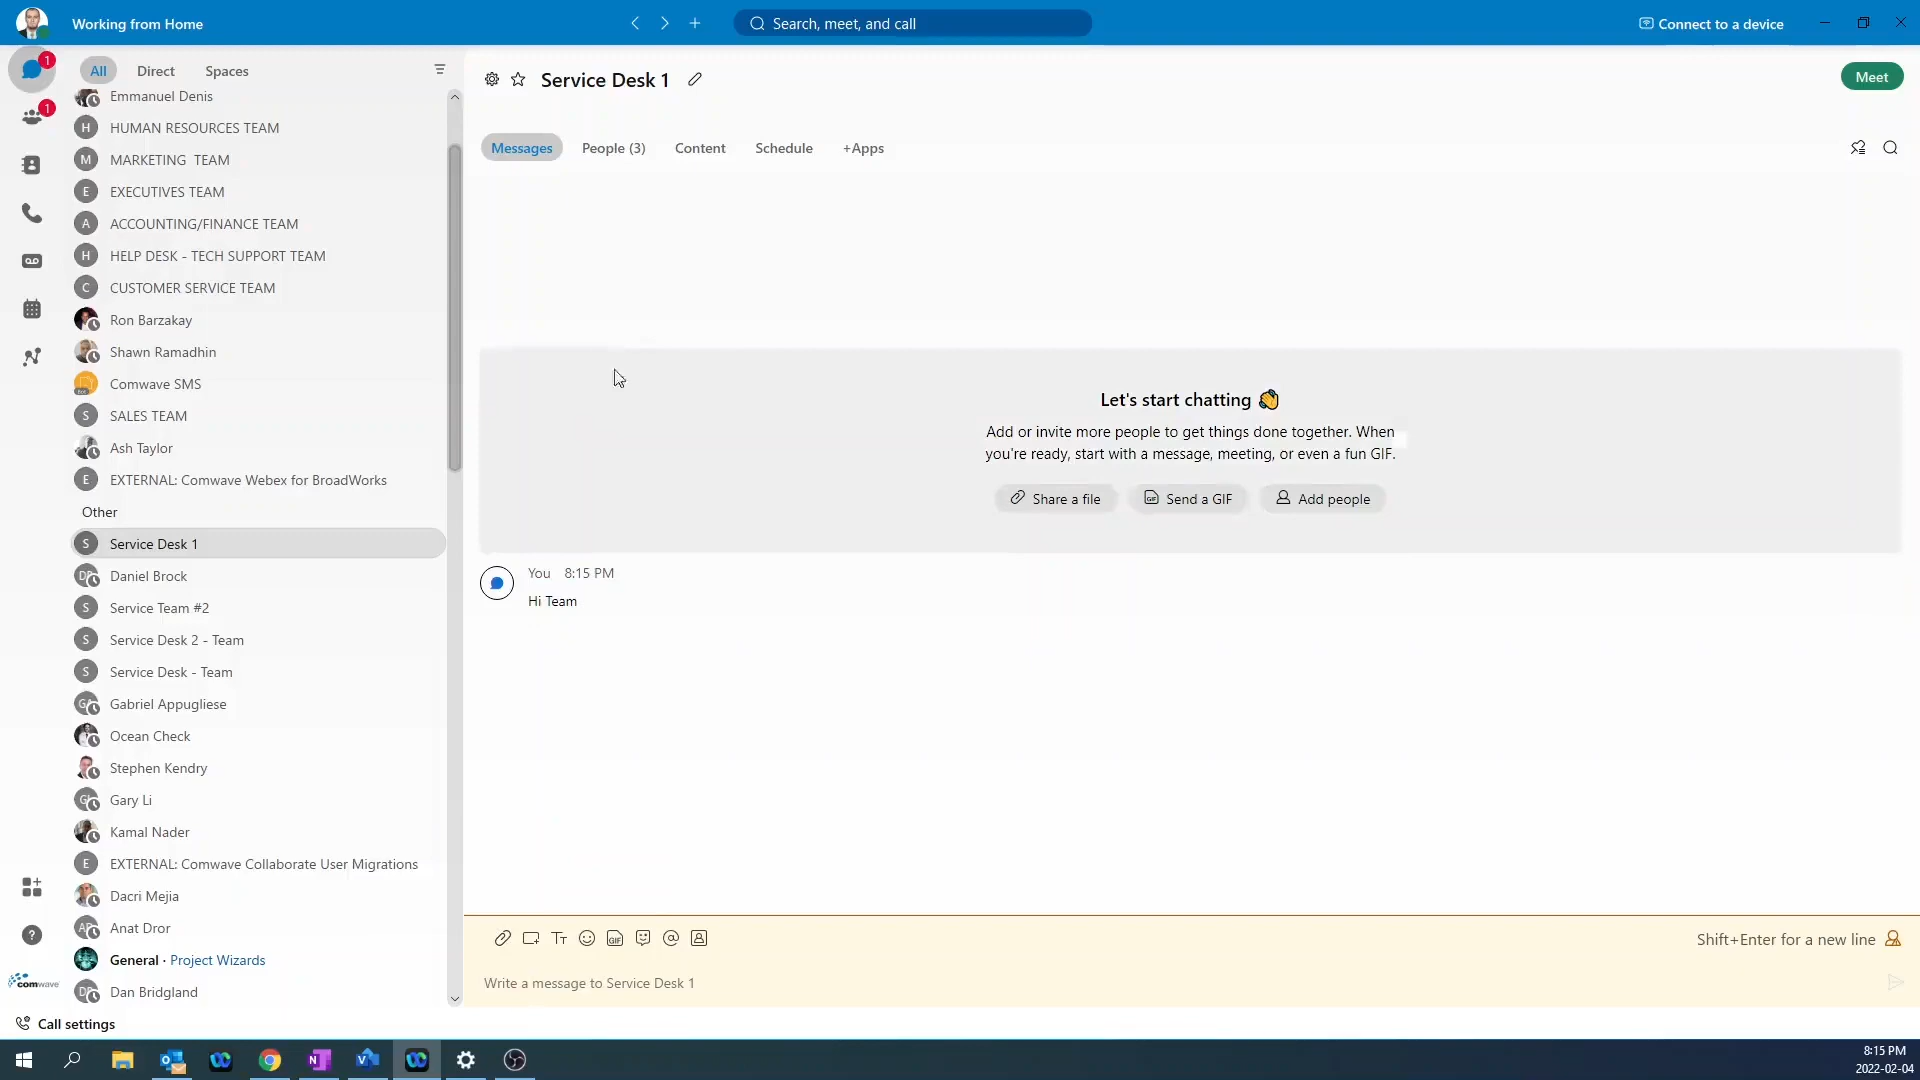 Working from Home
Search, meet, and call
Connect to a device
1
All
Direct
Spaces
1
Emmanuel Denis
H HUMAN RESOURCES TEAM
M MARKETING TEAM
E EXECUTIVES TEAM
A ACCOUNTING/FINANCE TEAM
H HELP DESK - TECH SUPPORT TEAM
C CUSTOMER SERVICE TEAM
Ron Barzakay
Shawn Ramadhin
Comwave SMS
S SALES TEAM
Ash Taylor
E EXTERNAL: Comwave Webex for BroadWorks
Other
S Service Desk 1
Daniel Brock
S Service Team #2
S Service Desk 2 - Team
S Service Desk - Team
Gabriel Appugliese
Ocean Check
Stephen Kendry
Gary Li
Kamal Nader
E EXTERNAL: Comwave Collaborate User Migrations
Dacri Mejia
Anat Dror
General · Project Wizards
Dan Bridgland
comwave
Call settings
Service Desk 1
Meet
Messages
People (3)
Content
Schedule
+Apps
Let's start chatting 👋
Add or invite more people to get things done together. When
you're ready, start with a message, meeting, or even a fun GIF.
Share a file
GIF Send a GIF
Add people
You 8:15 PM
Hi Team
GIF
Shift+Enter for a new line
Write a message to Service Desk 1
8:15 PM
2022-02-04